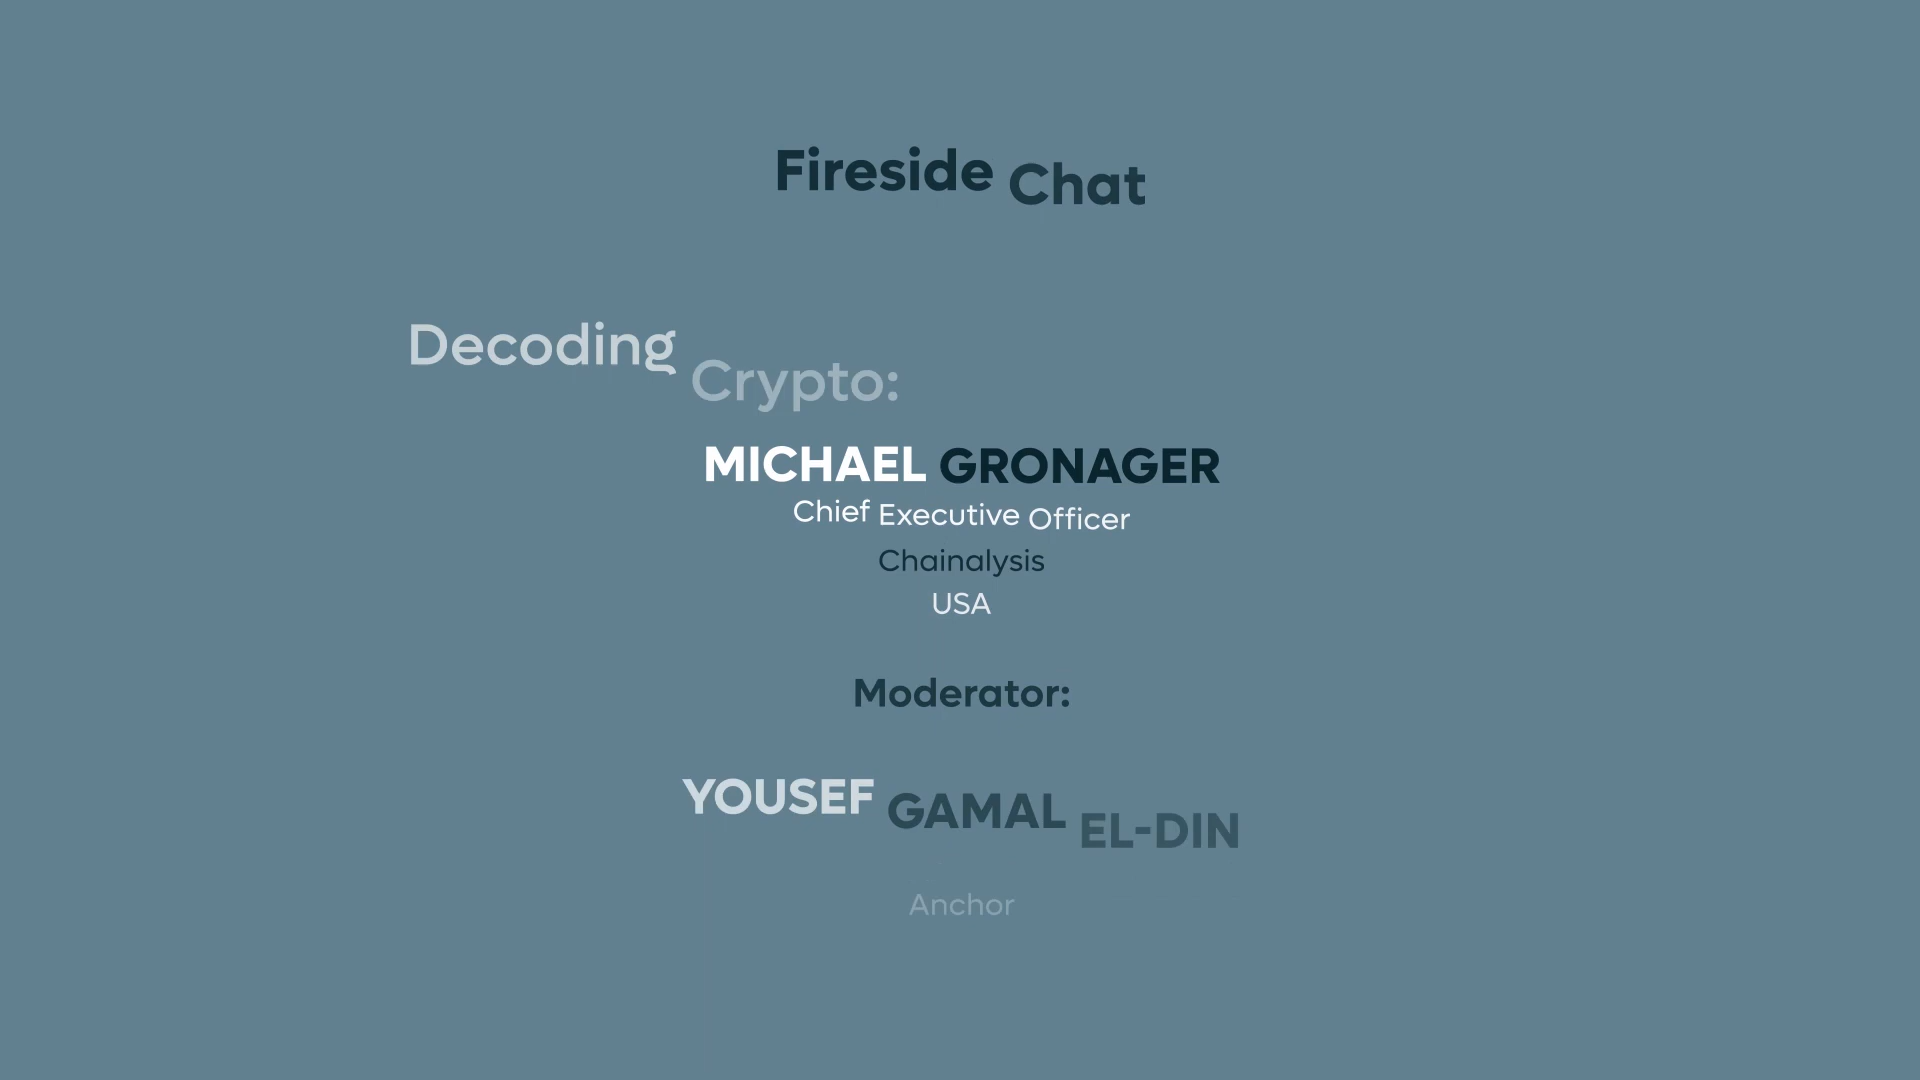 Fireside Chat
Decoding Crypto:
MICHAEL GRONAGER
Chief Executive Officer
Chainalysis
USA
Moderator:
YOUSEF GAMAL EL-DIN
Anchor